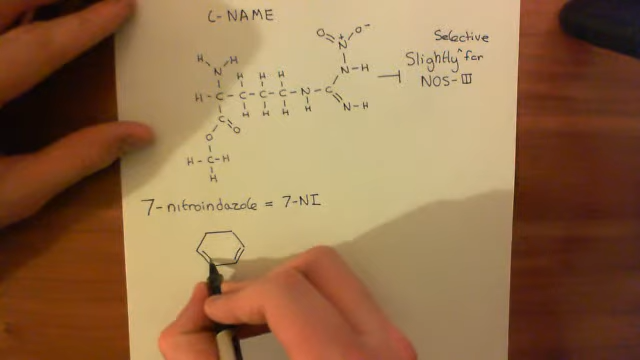 L-NAME
Selective
Slightly ^ for
NOS-III
O O⁻
N⁺
H H
N N-H
H H H
H-C-C-C-C-N-C
H H H H N-H
C
O O
H-C-H
H
7-nitroindazole = 7-NI